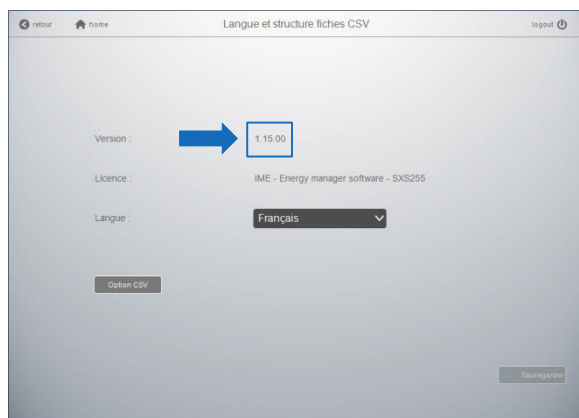 retour home Langue et structure fiches CSV logout
Version : 1.15.00
Licence : IME - Energy manager software - SXS255
Langue : Français
Option CSV
Sauvegarder